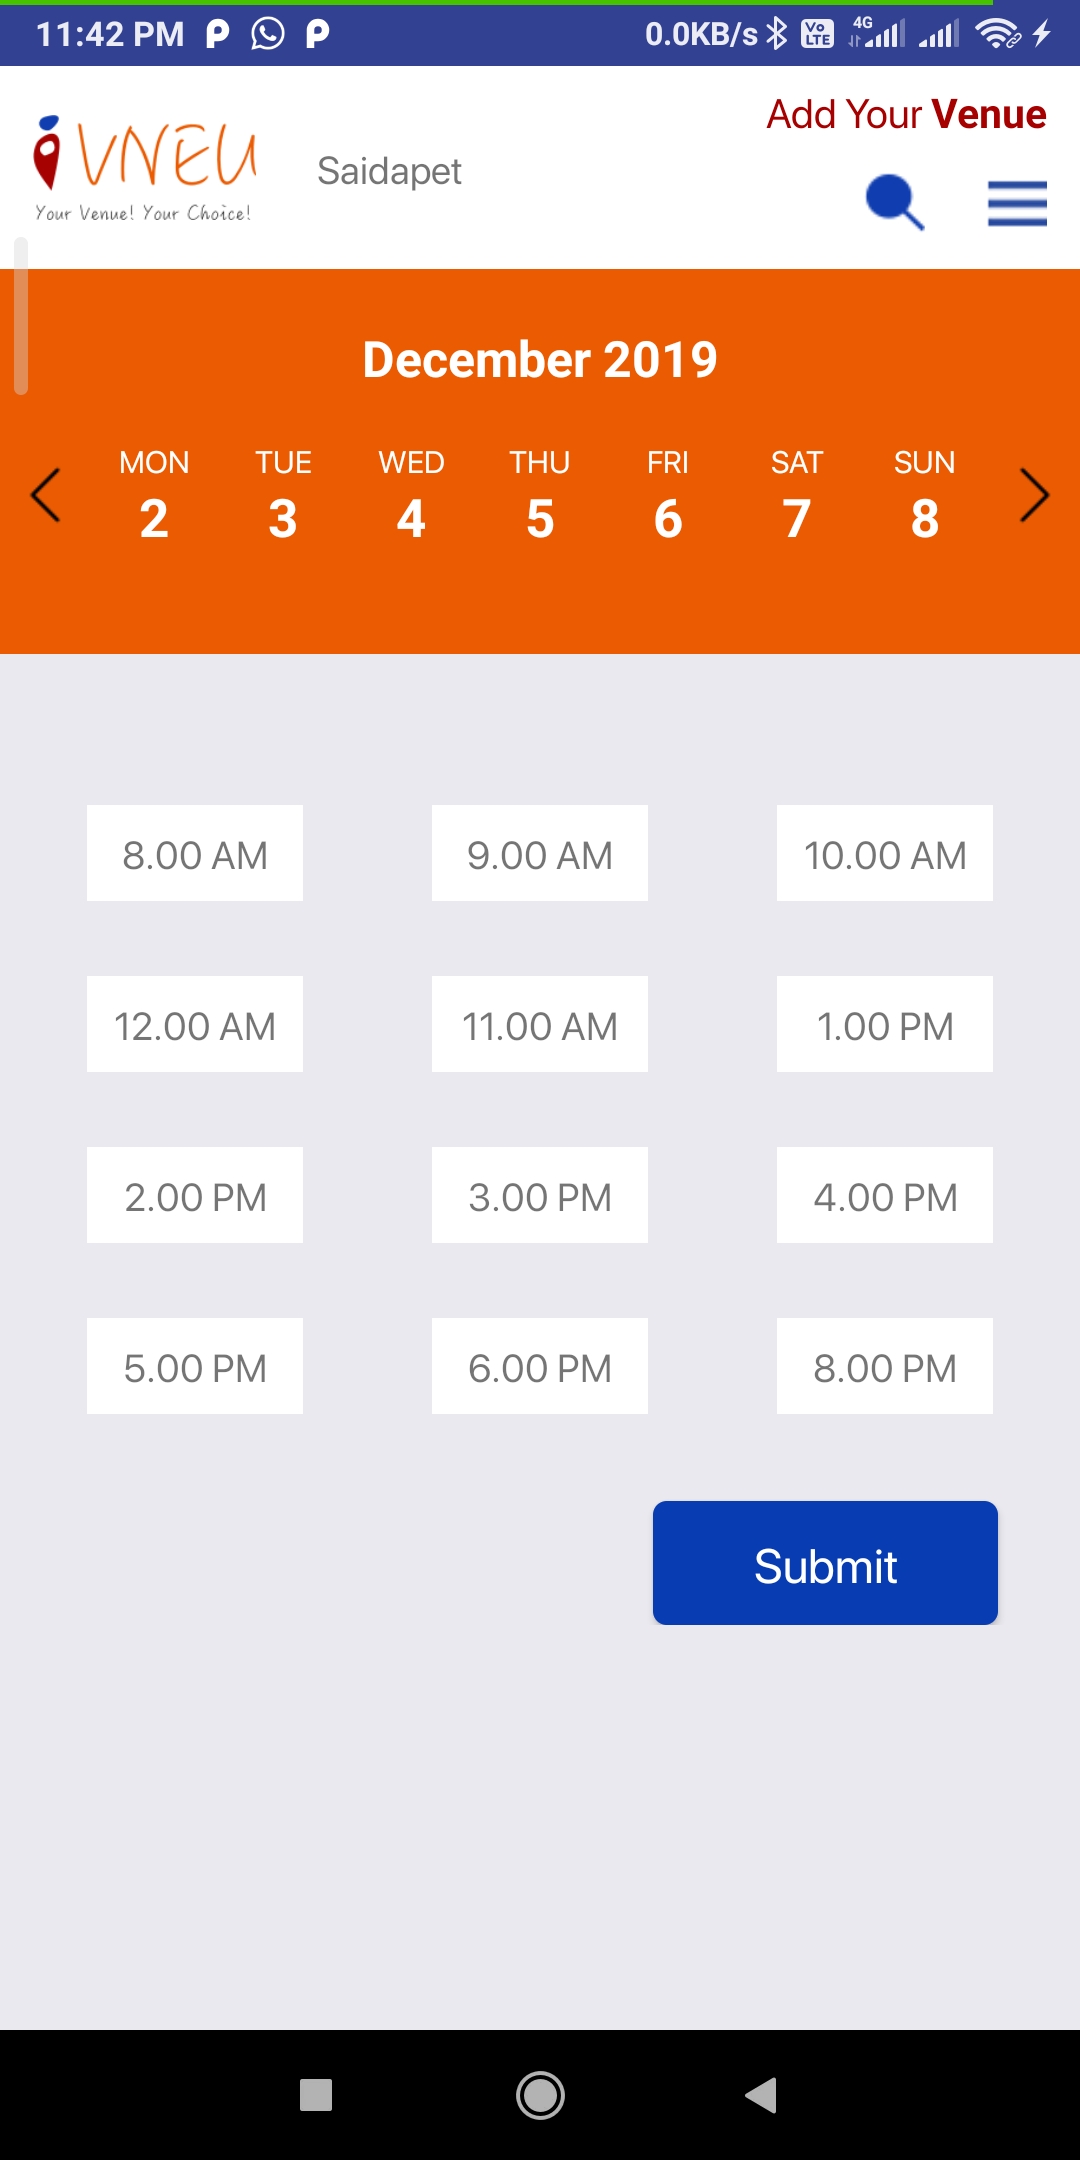 11:42 PM 0.0KB/s Vo LTE 4G
Add Your Venue
VNEU
Saidapet
Your Venue! Your Choice!
December 2019
MON TUE WED THU FRI SAT SUN
2 3 4 5 6 7 8
8.00 AM 9.00 AM 10.00 AM
12.00 AM 11.00 AM 1.00 PM
2.00 PM 3.00 PM 4.00 PM
5.00 PM 6.00 PM 8.00 PM
Submit